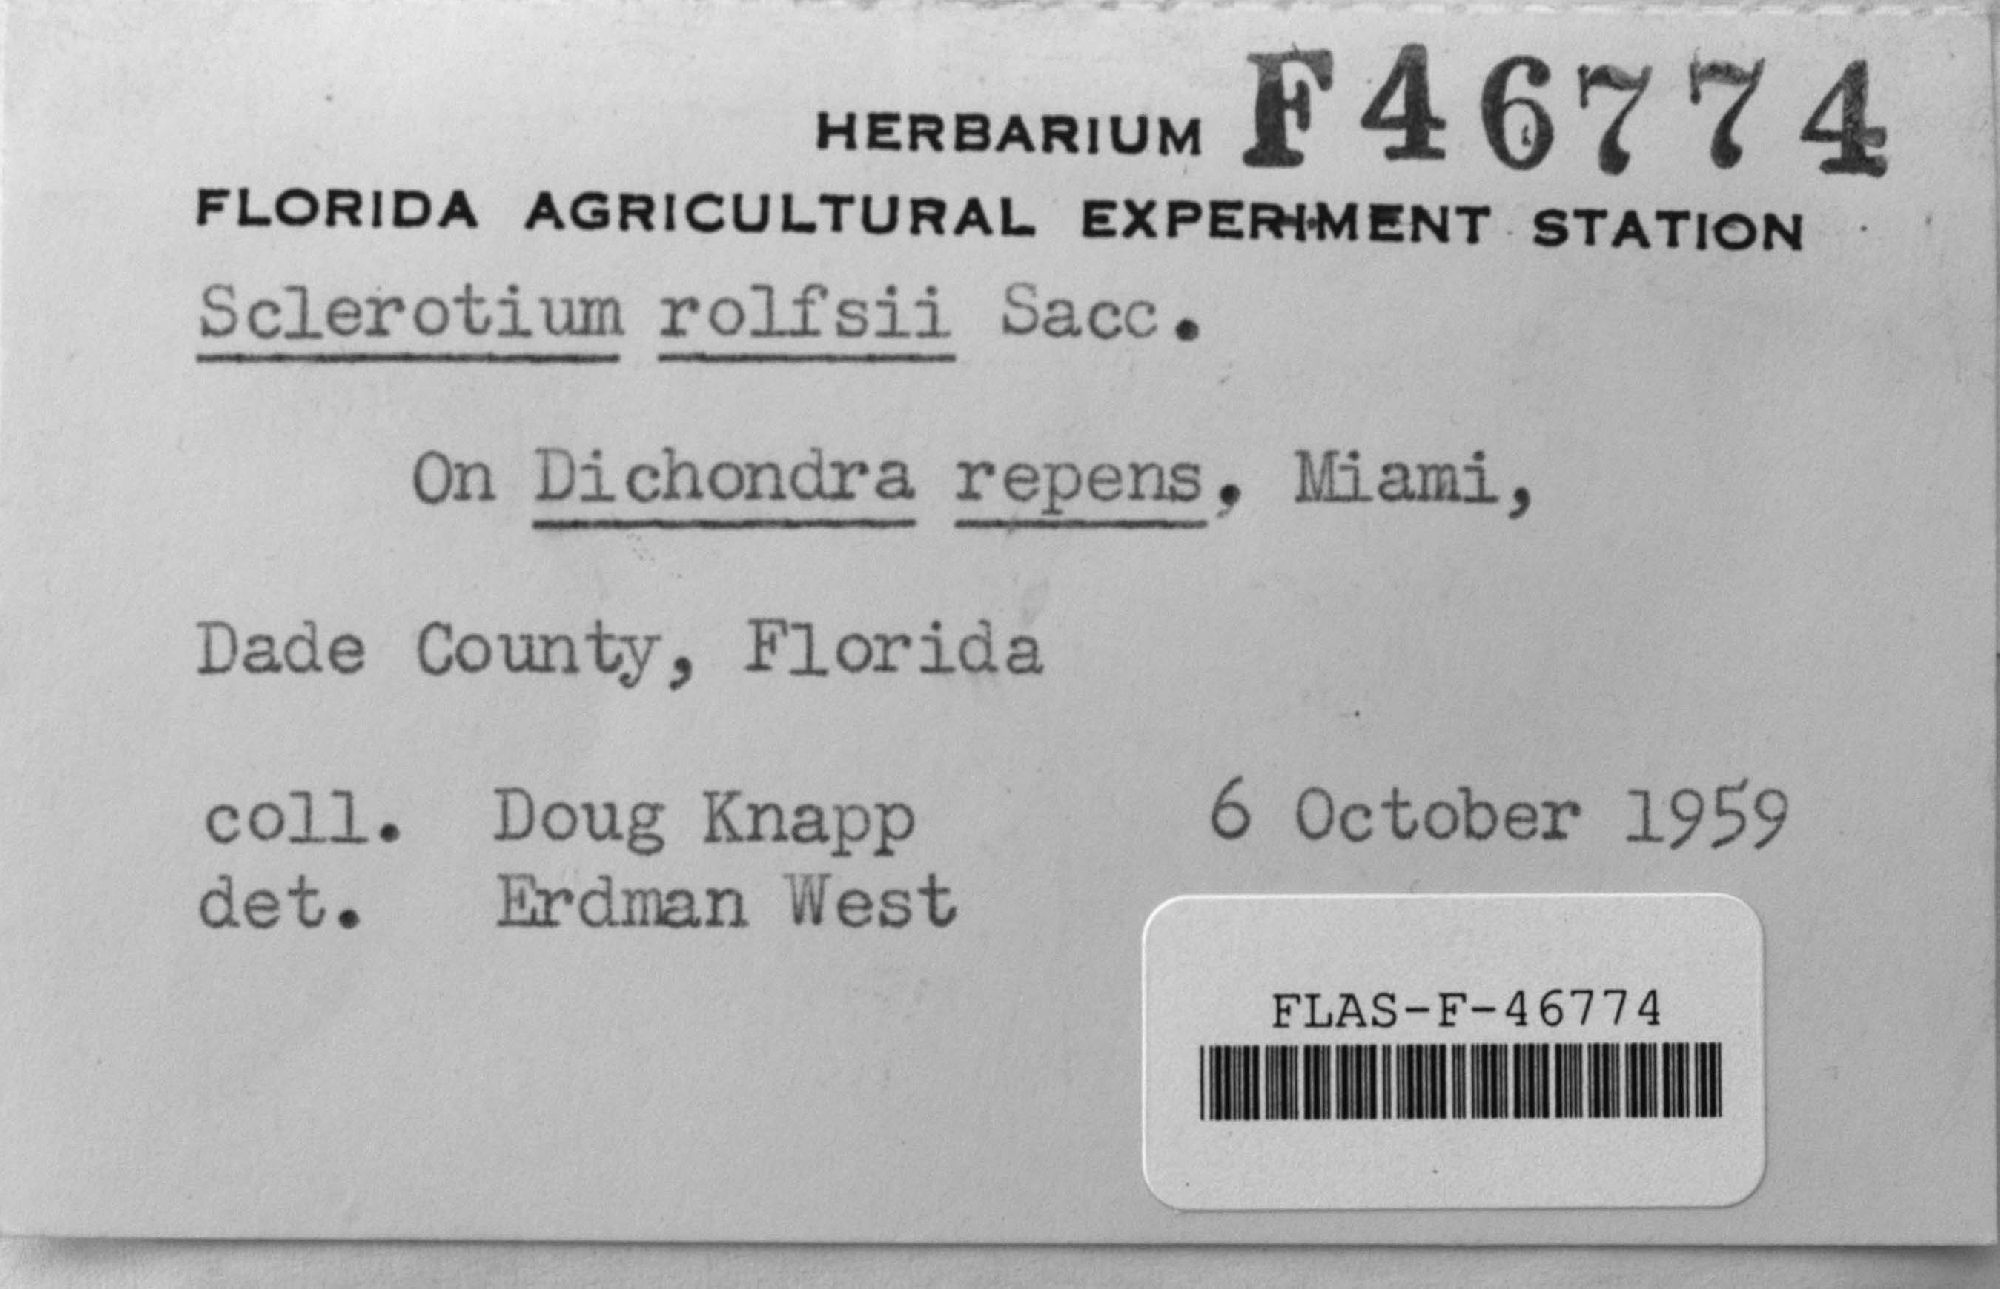 HERBARIUM F46774
FLORIDA AGRICULTURAL EXPERIMENT STATION
Sclerotium rolfsii Sacc.
On Dichondra repens, Miami,
Dade County, Florida
coll. Doug Knapp 6 October 1959
det. Erdman West
FLAS-F-46774